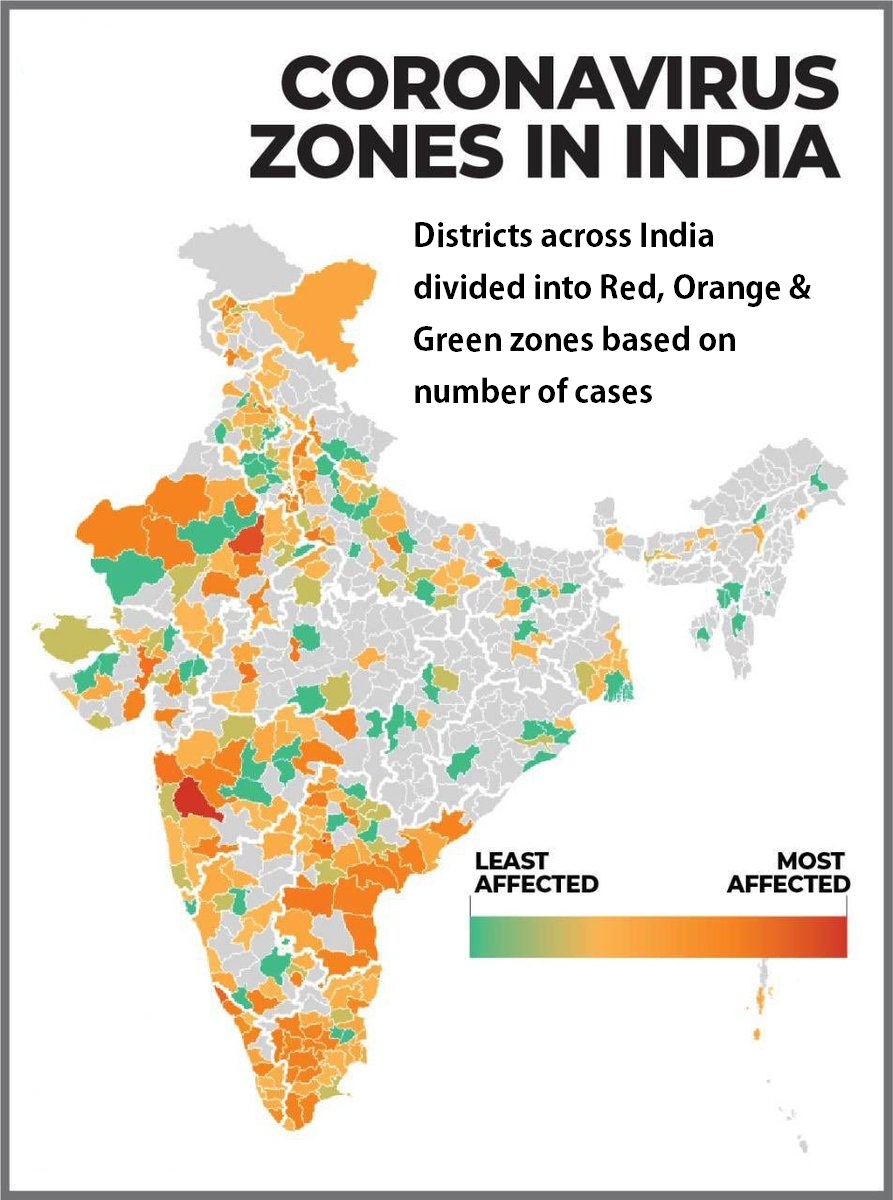 CORONAVIRUS
ZONES IN INDIA
Districts across India
divided into Red, Orange &
Green zones based on
number of cases
LEAST
AFFECTED
MOST
AFFECTED